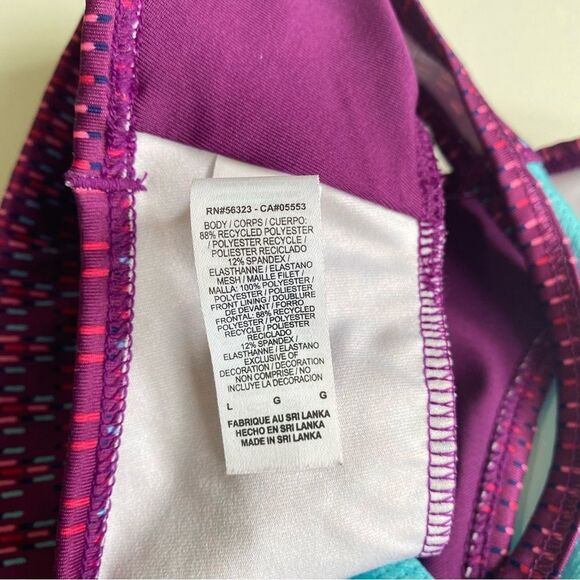 RN#56323 - CA#05553
BODY / CORPS / CUERPO:
88% RECYCLED POLYESTER
/ POLYESTER RECYCLE /
POLIESTER RECICLADO
12% SPANDEX /
ELASTHANNE / ELASTANO
MESH / MAILLE FILET /
MALLA: 100% POLYESTER /
POLYESTER / POLIESTER
FRONT LINING / DOUBLURE
DE DEVANT / FORRO
FRONTAL: 88% RECYCLED
POLYESTER / POLYESTER
RECYCLE / POLIESTER
RECICLADO
12% SPANDEX /
ELASTHANNE / ELASTANO
EXCLUSIVE OF
DECORATION / DECORATION
NON COMPRISE / NO
INCLUYE LA DECORACION
L G G
FABRIQUE AU SRI LANKA
HECHO EN SRI LANKA
MADE IN SRI LANKA